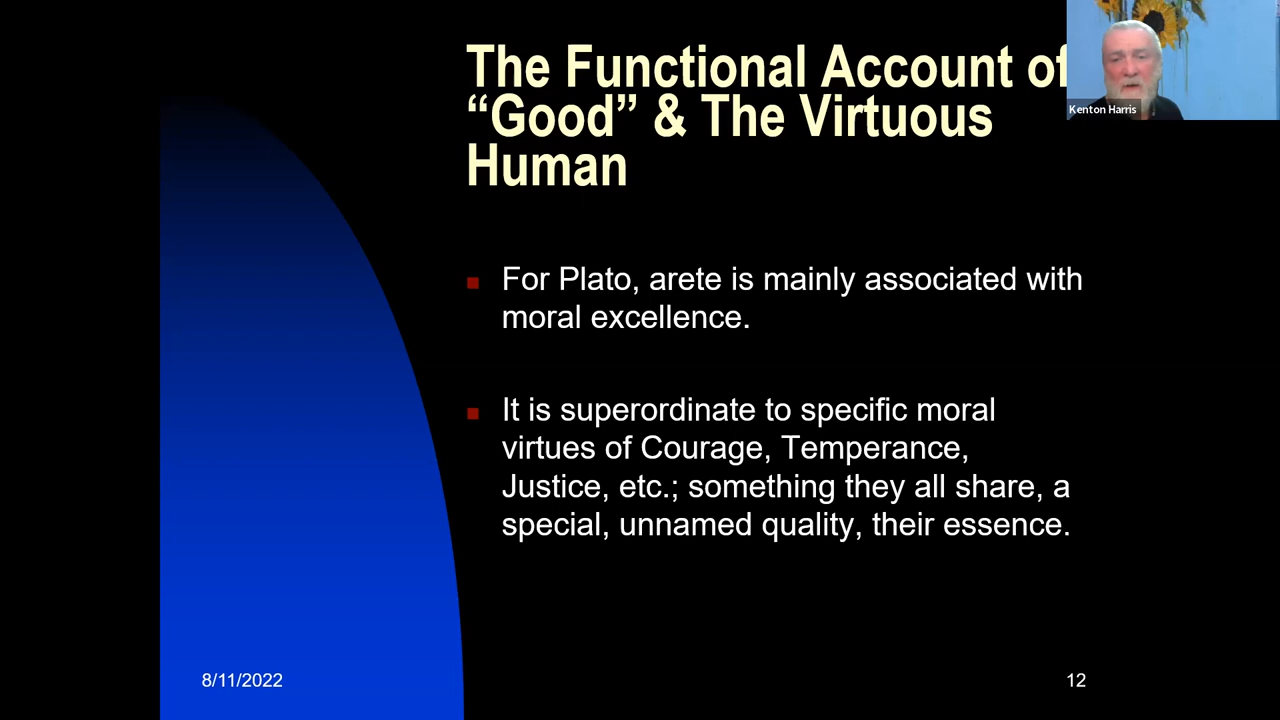 The Functional Account of
“Good” & The Virtuous
Human
Kenton Harris
For Plato, arete is mainly associated with
moral excellence.
It is superordinate to specific moral
virtues of Courage, Temperance,
Justice, etc.; something they all share, a
special, unnamed quality, their essence.
8/11/2022
12